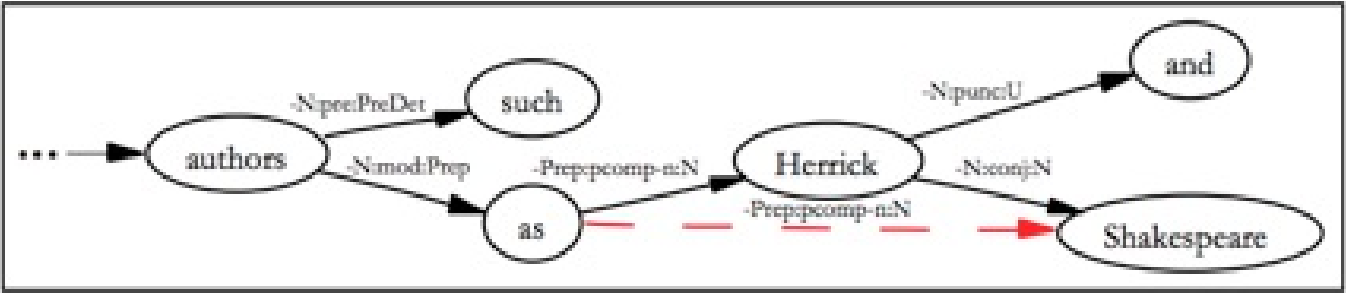 and
-N:punc:U
-N:pre:PreDet
such
...
authors
-N:mod:Prep
-Prep:pcomp-n:N
Herrick
-N:conj:N
as
-Prep:pcomp-n:N
Shakespeare